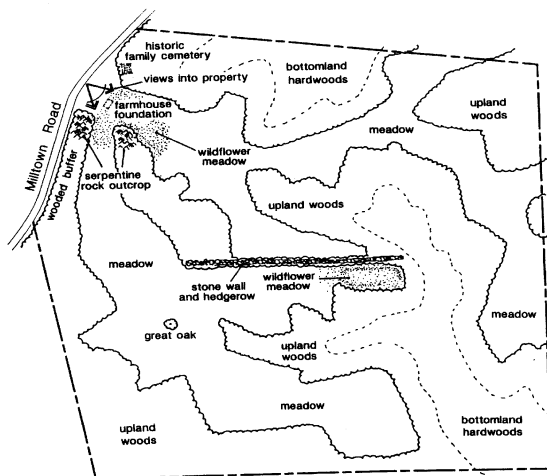 historic
family cemetery
views into property
farmhouse
foundation
bottomland
hardwoods
upland
woods
Milltown Road
wooded buffer
serpentine
rock outcrop
wildflower
meadow
meadow
upland woods
meadow
stone wall
and hedgerow
wildflower
meadow
great oak
upland
woods
meadow
meadow
upland
woods
bottomland
hardwoods